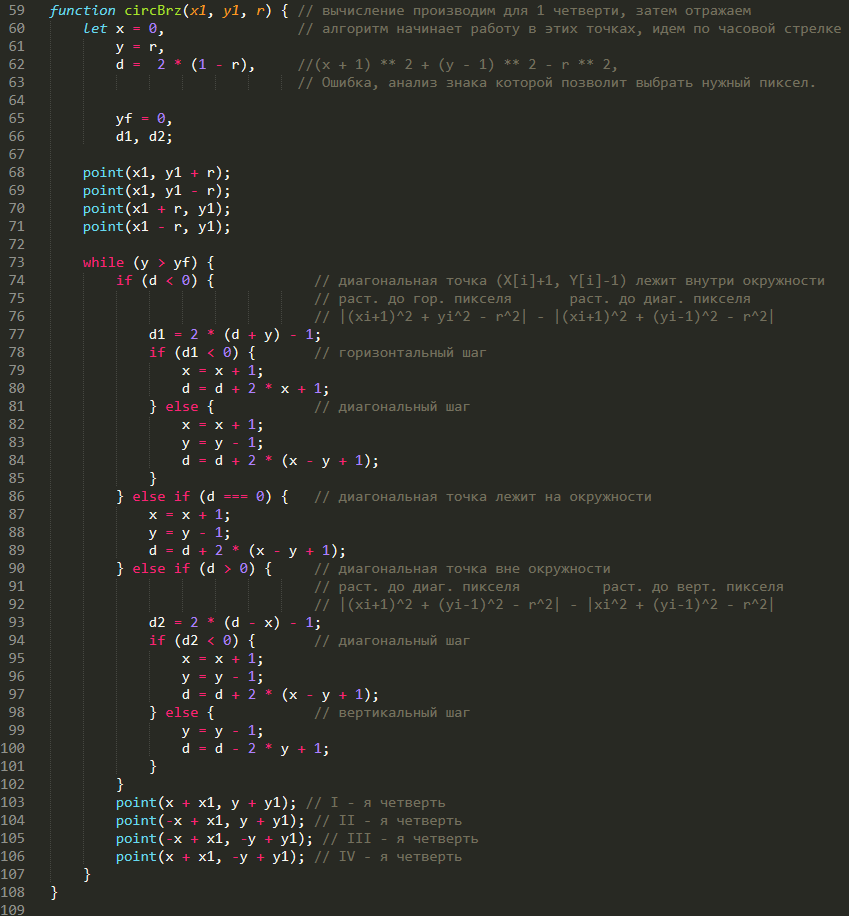 59 function circBrz(x1, y1, r) { // вычисление производим для 1 четверти, затем отражаем
60 let x = 0, // алгоритм начинает работу в этих точках, идем по часовой стрелке
61 y = r,
62 d = 2 * (1 - r), //(x + 1) ** 2 + (y - 1) ** 2 - r ** 2,
63 // Ошибка, анализ знака которой позволит выбрать нужный пиксел.
64
65 yf = 0,
66 d1, d2;
67
68 point(x1, y1 + r);
69 point(x1, y1 - r);
70 point(x1 + r, y1);
71 point(x1 - r, y1);
72
73 while (y > yf) {
74 if (d < 0) { // диагональная точка (X[i]+1, Y[i]-1) лежит внутри окружности
75 // раст. до гор. пикселя раст. до диаг. пикселя
76 // |(xi+1)^2 + yi^2 - r^2| - |(xi+1)^2 + (yi-1)^2 - r^2|
77 d1 = 2 * (d + y) - 1;
78 if (d1 < 0) { // горизонтальный шаг
79 x = x + 1;
80 d = d + 2 * x + 1;
81 } else { // диагональный шаг
82 x = x + 1;
83 y = y - 1;
84 d = d + 2 * (x - y + 1);
85 }
86 } else if (d === 0) { // диагональная точка лежит на окружности
87 x = x + 1;
88 y = y - 1;
89 d = d + 2 * (x - y + 1);
90 } else if (d > 0) { // диагональная точка вне окружности
91 // раст. до диаг. пикселя раст. до верт. пикселя
92 // |(xi+1)^2 + (yi-1)^2 - r^2| - |xi^2 + (yi-1)^2 - r^2|
93 d2 = 2 * (d - x) - 1;
94 if (d2 < 0) { // диагональный шаг
95 x = x + 1;
96 y = y - 1;
97 d = d + 2 * (x - y + 1);
98 } else { // вертикальный шаг
99 y = y - 1;
100 d = d - 2 * y + 1;
101 }
102 }
103 point(x + x1, y + y1); // I - я четверть
104 point(-x + x1, y + y1); // II - я четверть
105 point(-x + x1, -y + y1); // III - я четверть
106 point(x + x1, -y + y1); // IV - я четверть
107 }
108 }
109